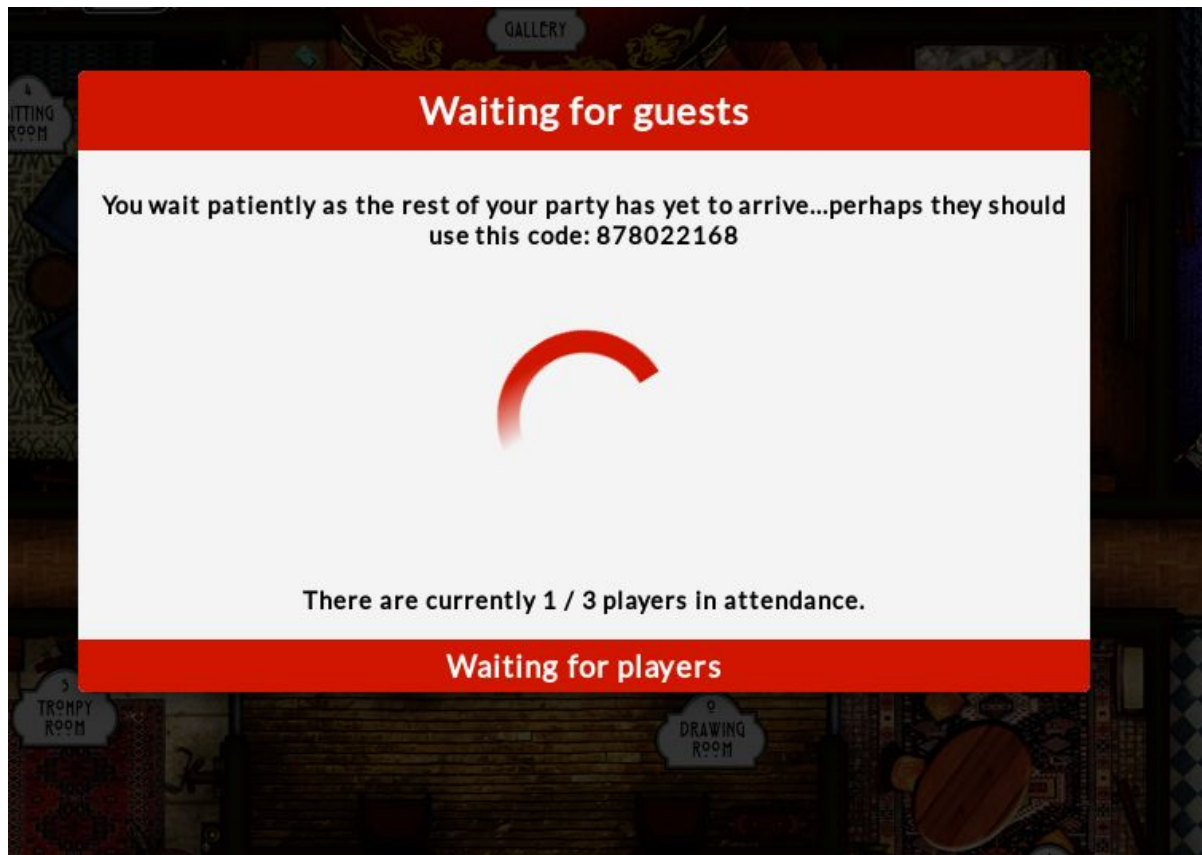 GALLERY
4
ITTING
ROOM
Waiting for guests
You wait patiently as the rest of your party has yet to arrive...perhaps they should
use this code: 878022168
There are currently 1 / 3 players in attendance.
Waiting for players
TROMPY
ROOM
0
DRAWING
ROOM